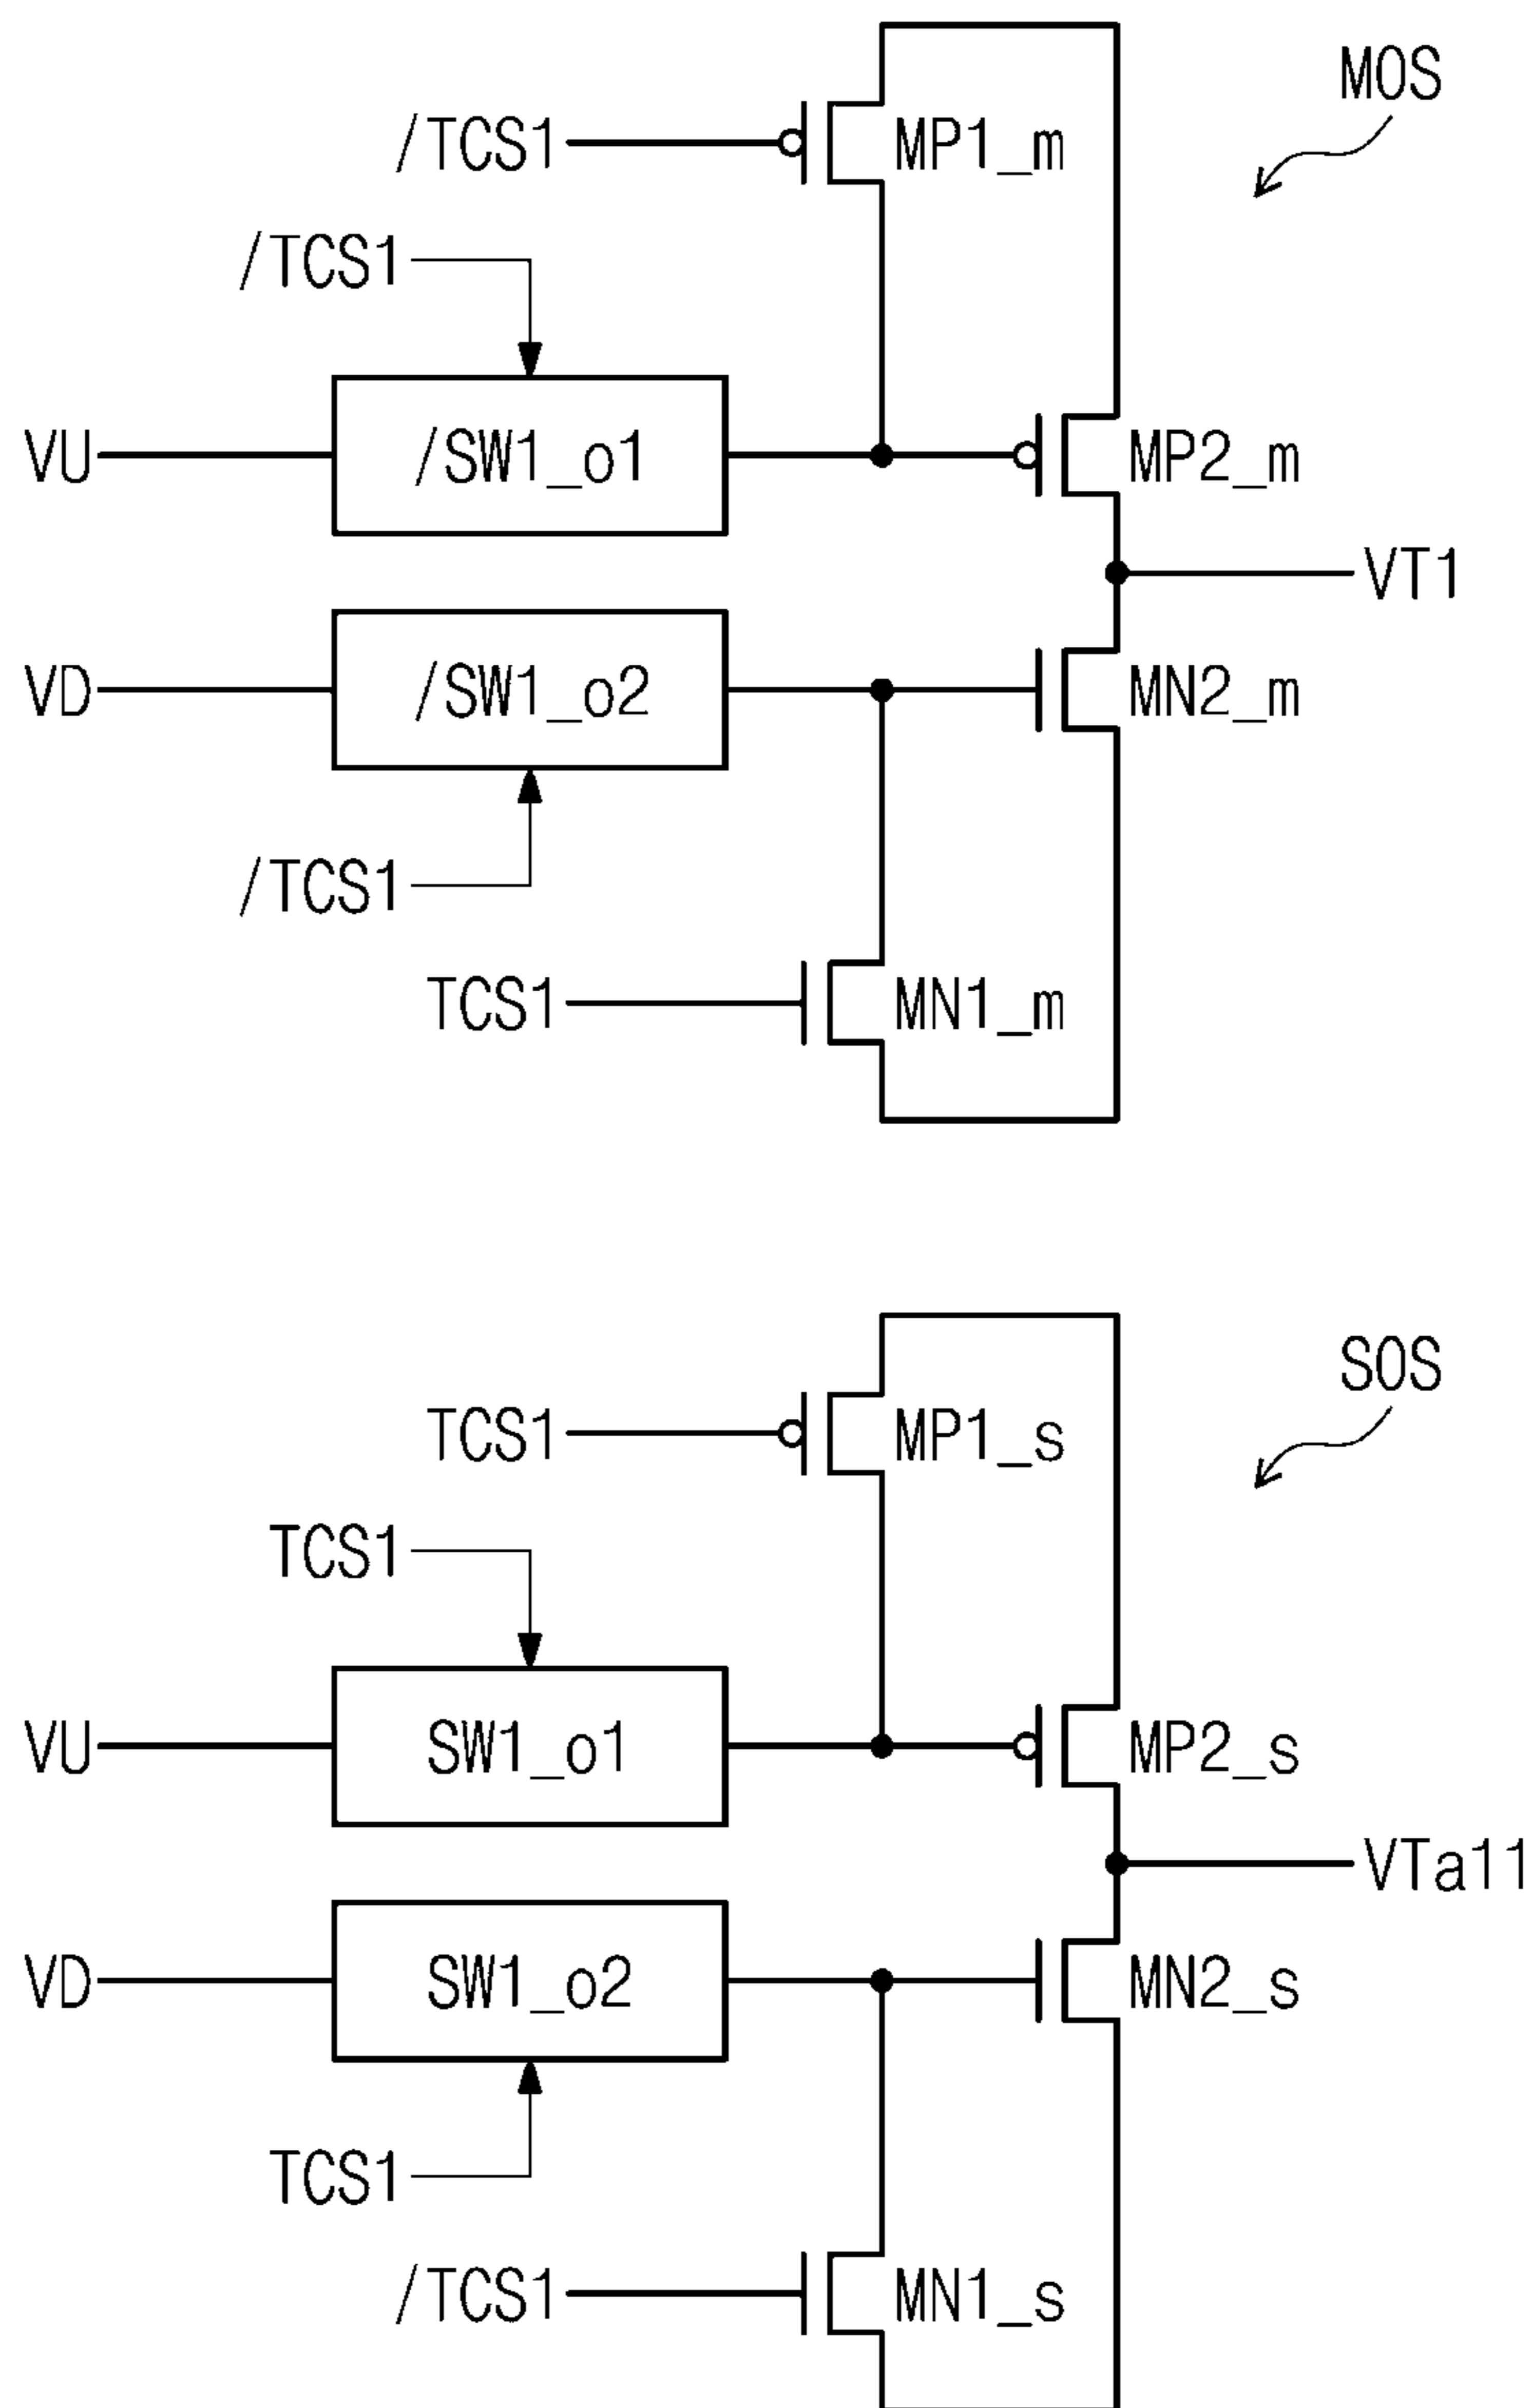 MOS
/TCS1
MP1_m
/TCS1
VU
/SW1_o1
MP2_m
VT1
VD
/SW1_o2
MN2_m
/TCS1
TCS1
MN1_m
SOS
TCS1
MP1_s
TCS1
VU
SW1_o1
MP2_s
VTa11
VD
SW1_o2
MN2_s
TCS1
/TCS1
MN1_s